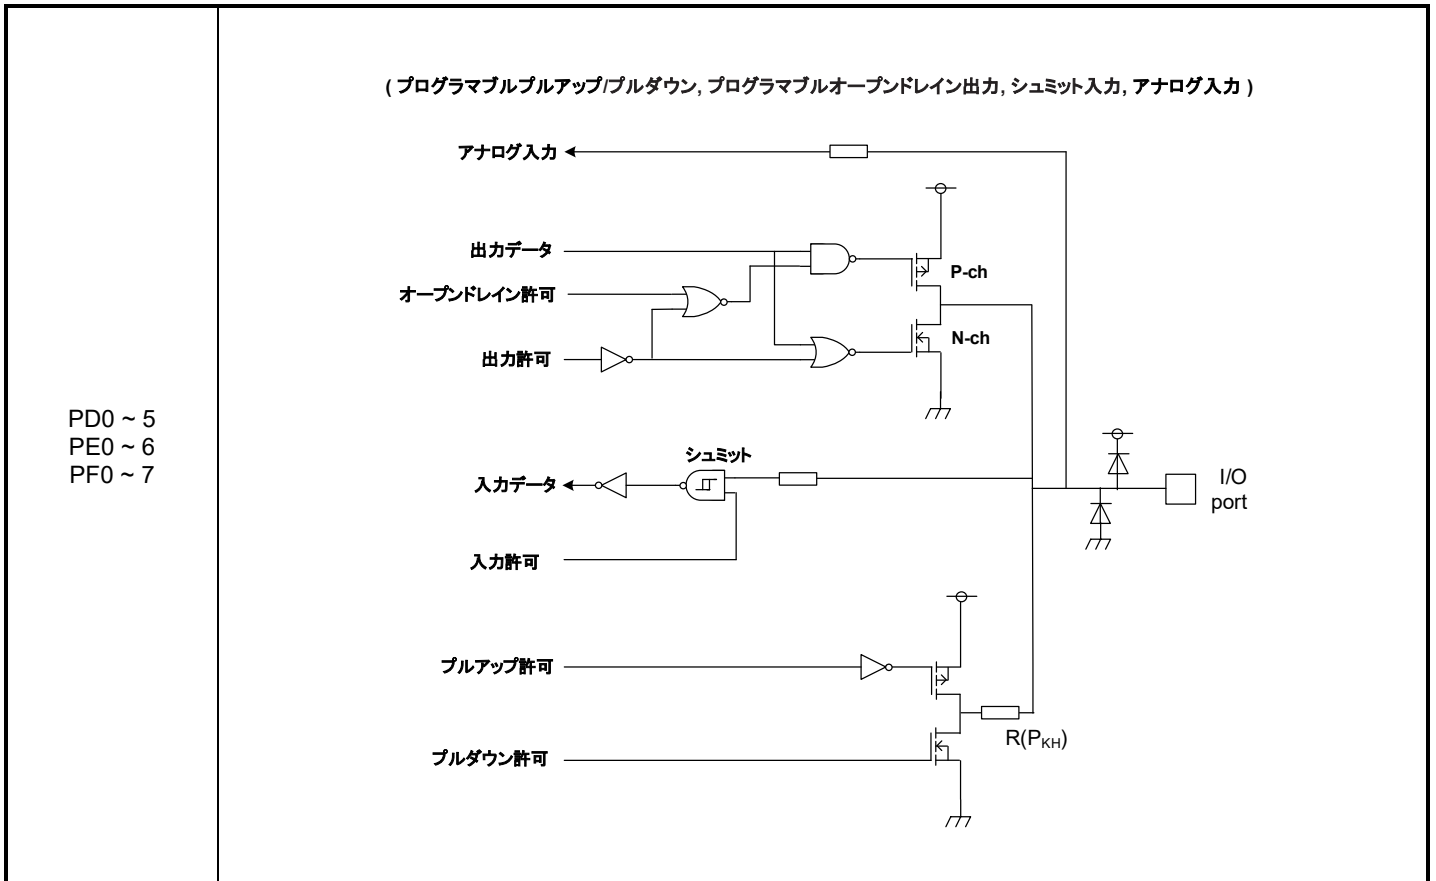 ( プログラマブルプルアップ/プルダウン, プログラマブルオープンドレイン出力, シュミット入力, アナログ入力 )
アナログ入力
出力データ
P-ch
オープンドレイン許可
N-ch
出力許可
PD0 ~ 5
PE0 ~ 6
PF0 ~ 7
シュミット
入力データ
I/O
port
入力許可
プルアップ許可
R(PKH)
プルダウン許可